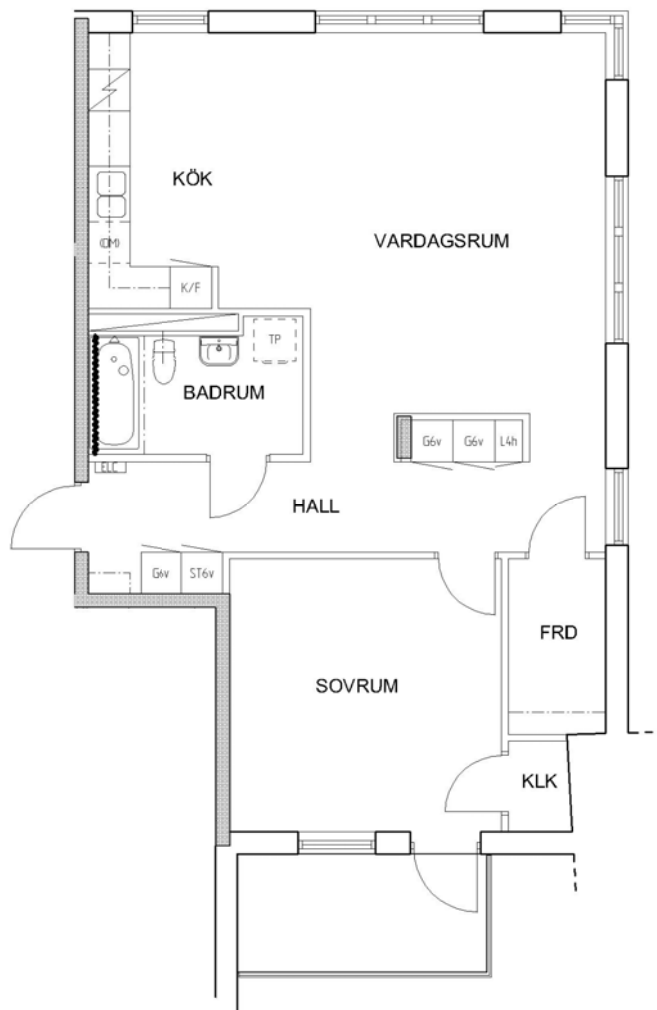 KÖK
VARDAGSRUM
(DM)
K/F
TP
BADRUM
G6v G6v L4h
ELC
HALL
G6v ST6v
FRD
SOVRUM
KLK